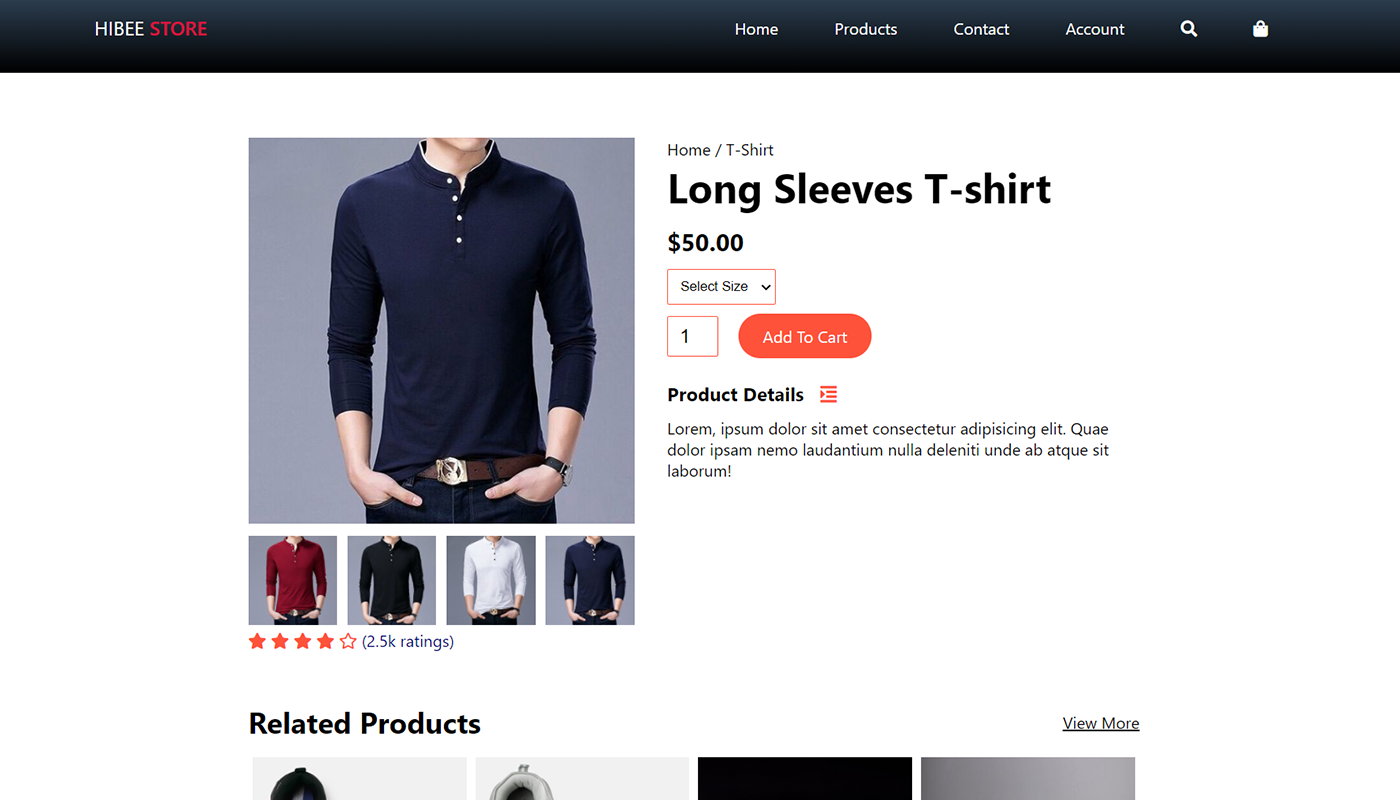 HIBEE STORE
Home Products Contact Account
Home / T-Shirt
Long Sleeves T-shirt
$50.00
Select Size
1 Add To Cart
Product Details
Lorem, ipsum dolor sit amet consectetur adipisicing elit. Quae
dolor ipsam nemo laudantium nulla deleniti unde ab atque sit
laborum!
(2.5k ratings)
Related Products View More